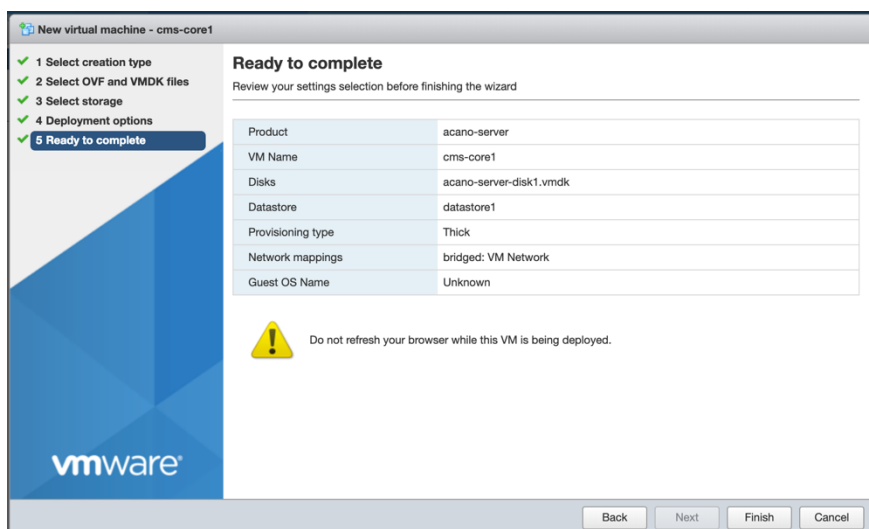 New virtual machine - cms-core1
1 Select creation type
2 Select OVF and VMDK files
3 Select storage
4 Deployment options
5 Ready to complete
Ready to complete
Review your settings selection before finishing the wizard
Product acano-server
VM Name cms-core1
Disks acano-server-disk1.vmdk
Datastore datastore1
Provisioning type Thick
Network mappings bridged: VM Network
Guest OS Name Unknown
Do not refresh your browser while this VM is being deployed.
vmware®
Back Next Finish Cancel